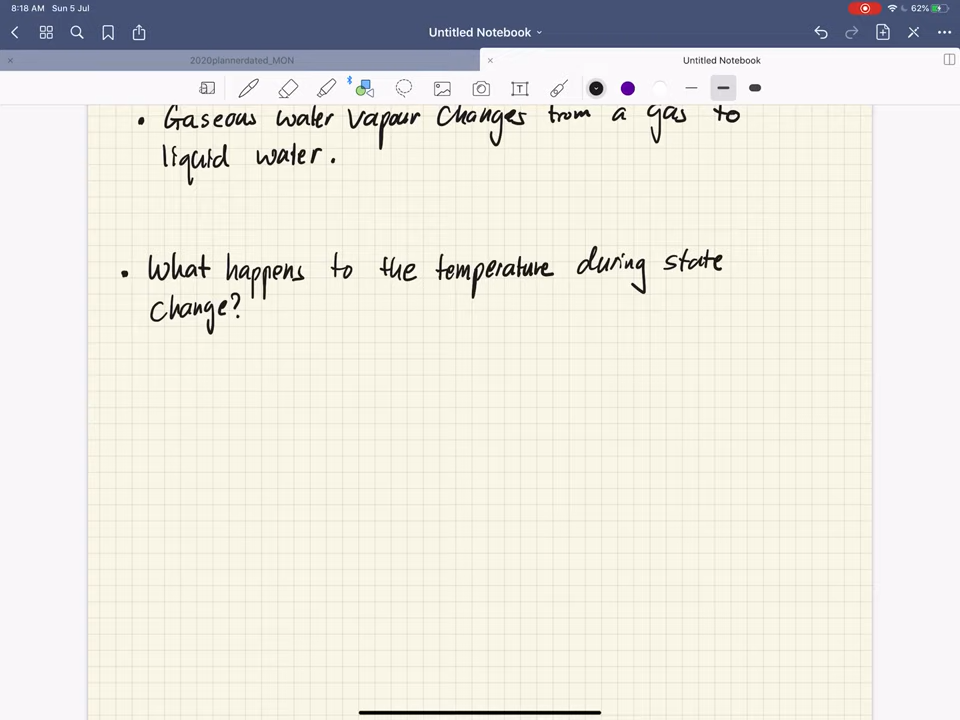 8:18 AM Sun 5 Jul
62%
Untitled Notebook
2020plannerdated_MON
Untitled Notebook
• Gaseous water vapour changes from a gas to
liquid water.
• What happens to the temperature during state
change?